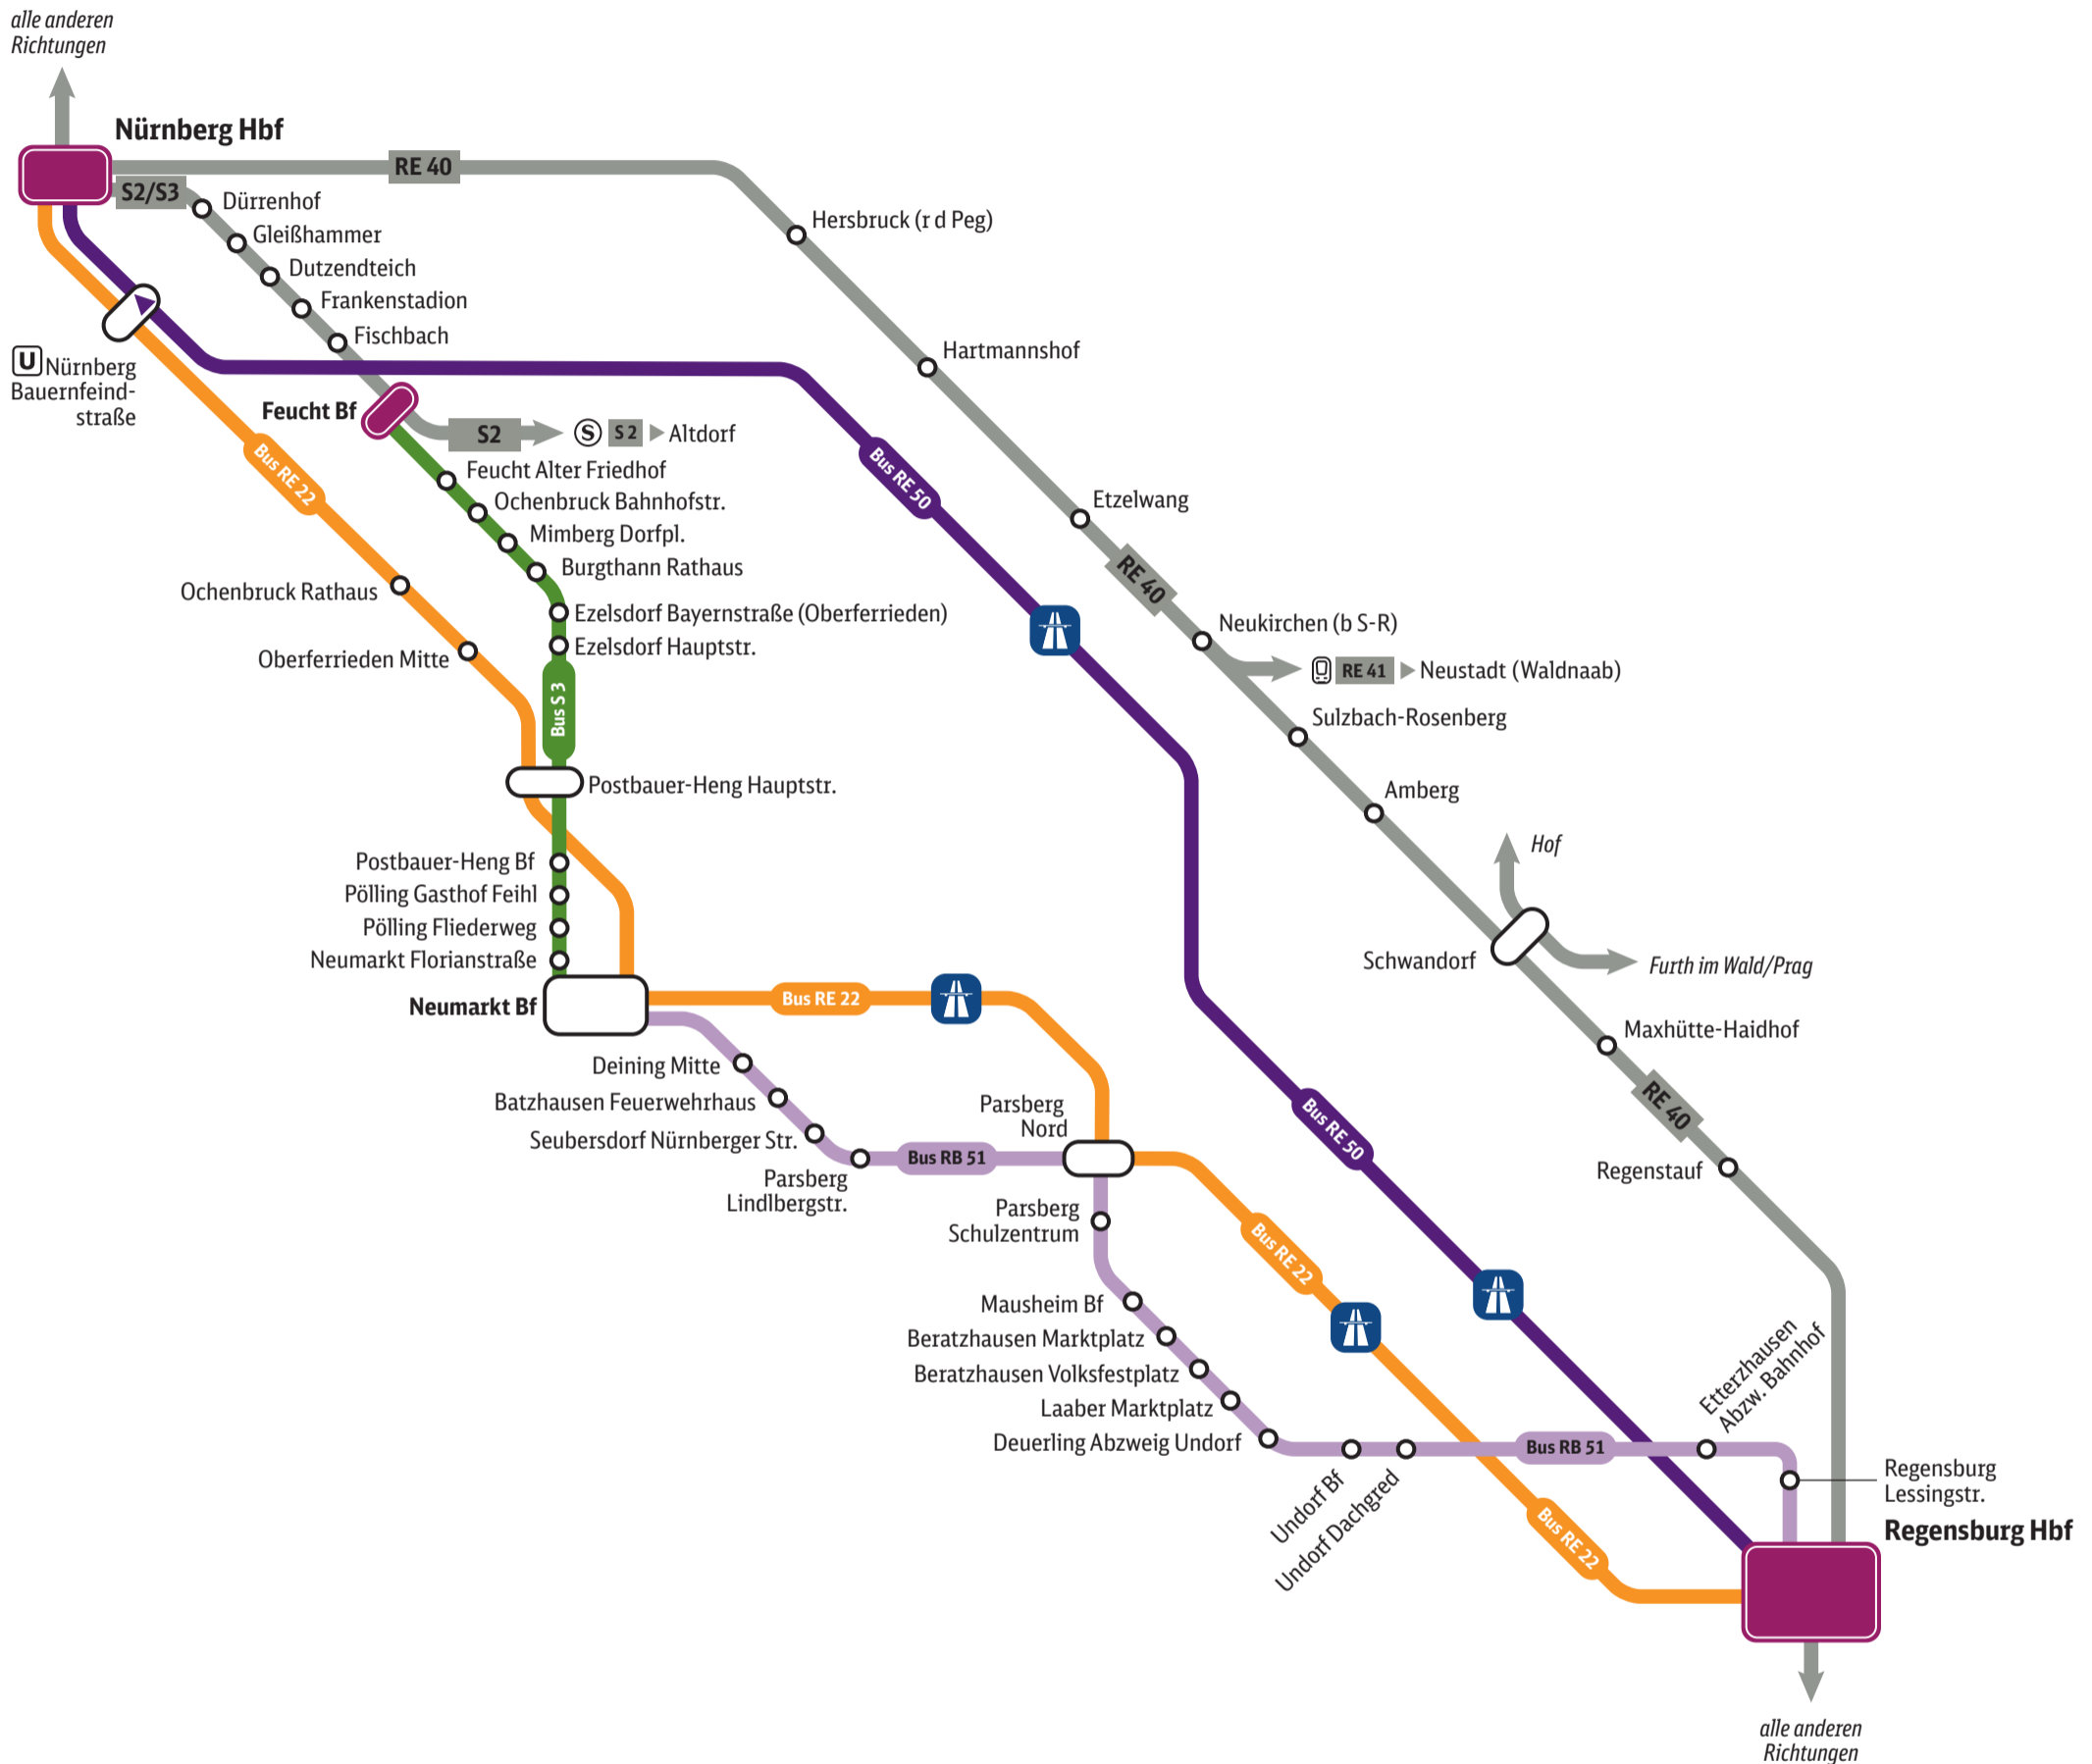 alle anderen
Richtungen
Nürnberg Hbf
RE 40
S2/S3
Dürrenhof
Gleißhammer
Dutzendteich
Frankenstadion
Fischbach
Hersbruck (r d Peg)
Hartmannshof
U Nürnberg
Bauernfeind-
straße
Feucht Bf
S2
S S 2 Altdorf
Bus RE 22
Bus RE 50
Feucht Alter Friedhof
Ochenbruck Bahnhofstr.
Mimberg Dorfpl.
Burgthann Rathaus
Etzelwang
RE 40
Ochenbruck Rathaus
Ezelsdorf Bayernstraße (Oberferrieden)
Ezelsdorf Hauptstr.
Oberferrieden Mitte
Neukirchen (b S-R)
RE 41 Neustadt (Waldnaab)
Bus S 3
Sulzbach-Rosenberg
Postbauer-Heng Hauptstr.
Amberg
Hof
Postbauer-Heng Bf
Pölling Gasthof Feihl
Pölling Fliederweg
Neumarkt Florianstraße
Schwandorf
Furth im Wald/Prag
Neumarkt Bf
Bus RE 22
Maxhütte-Haidhof
Deining Mitte
Batzhausen Feuerwehrhaus
Seubersdorf Nürnberger Str.
Parsberg
Lindlbergstr.
Bus RB 51
Parsberg
Nord
RE 40
Bus RE 50
Regenstauf
Parsberg
Schulzentrum
Bus RE 22
Mausheim Bf
Beratzhausen Marktplatz
Beratzhausen Volksfestplatz
Laaber Marktplatz
Deuerling Abzweig Undorf
Undorf Bf
Undorf Dachgred
Bus RB 51
Etterzhausen
Abzw. Bahnhof
Regensburg
Lessingstr.
Bus RE 22
Regensburg Hbf
alle anderen
Richtungen